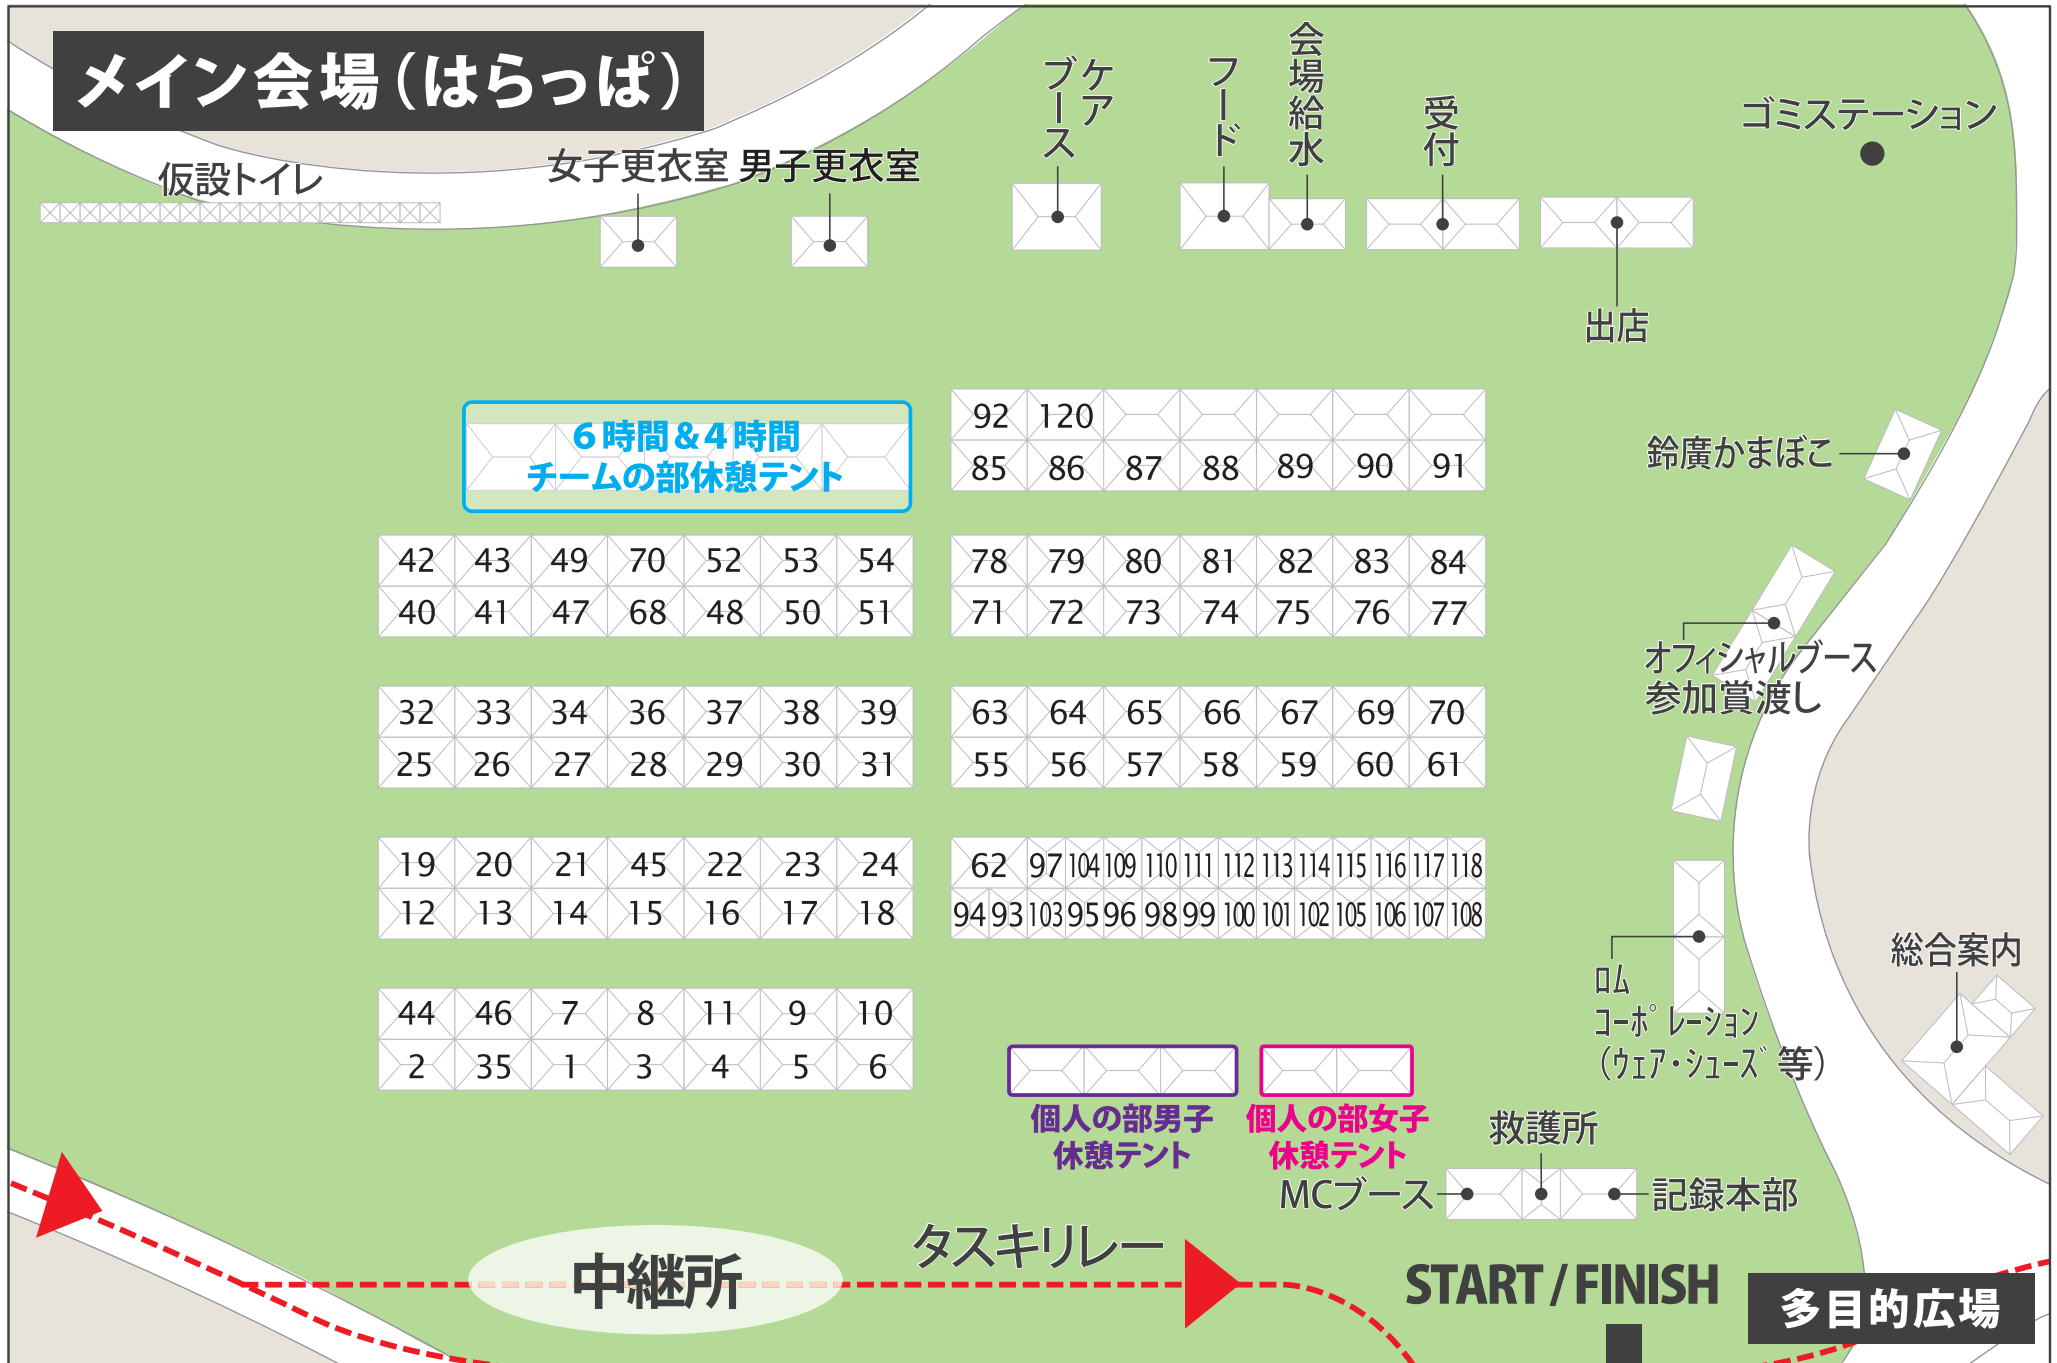 メイン会場（はらっぱ）
仮設トイレ
女子更衣室
男子更衣室
ケア
ブース
フード
会場給水
受付
出店
ゴミステーション
6時間＆4時間
チームの部休憩テント
92 120
85 86 87 88 89 90 91
鈴廣かまぼこ
42 43 49 70 52 53 54
40 41 47 68 48 50 51
78 79 80 81 82 83 84
71 72 73 74 75 76 77
オフィシャルブース
参加賞渡し
32 33 34 36 37 38 39
25 26 27 28 29 30 31
63 64 65 66 67 69 70
55 56 57 58 59 60 61
19 20 21 45 22 23 24
12 13 14 15 16 17 18
62 97 104 109 110 111 112 113 114 115 116 117 118
94 93 103 95 96 98 99 100 101 102 105 106 107 108
ロム
コーポレーション
（ウェア・シューズ 等）
総合案内
44 46 7 8 11 9 10
2 35 1 3 4 5 6
個人の部男子
休憩テント
個人の部女子
休憩テント
救護所
MCブース
記録本部
中継所
タスキリレー
START / FINISH
多目的広場